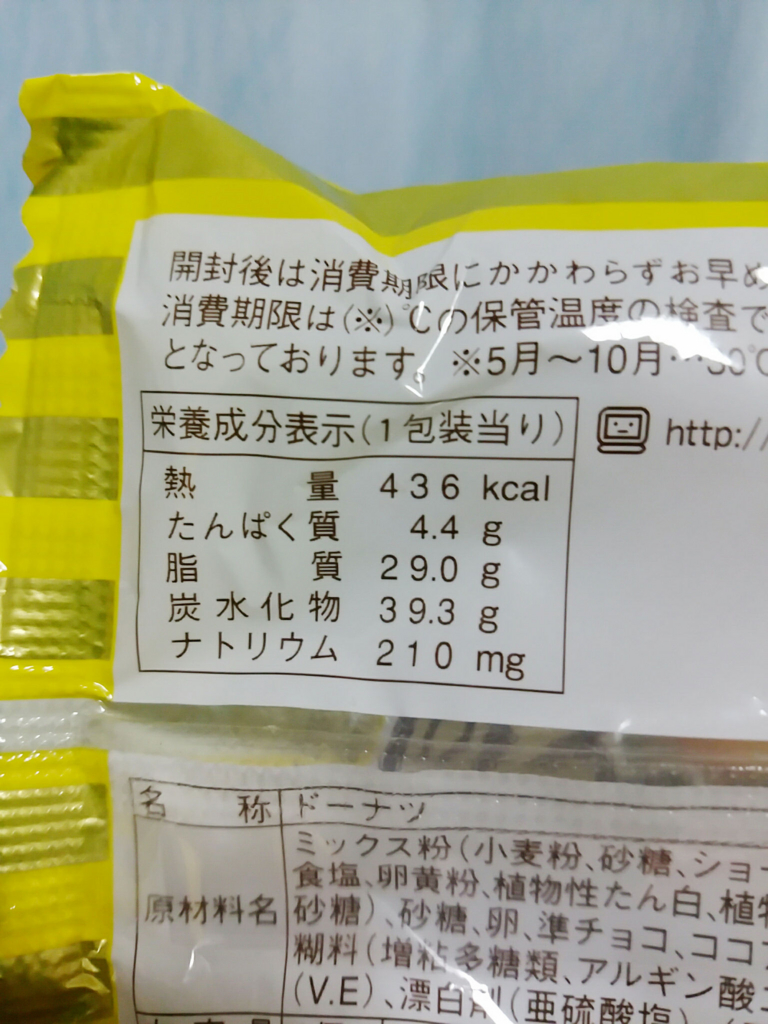 開封後は消費期限にかかわらずお早め
消費期限は(※)℃の保管温度の検査で
となっております。※5月〜10月…30℃
栄養成分表示(1包装当り)
http://
熱量 436 kcal
たんぱく質 4.4 g
脂質 29.0 g
炭水化物 39.3 g
ナトリウム 210 mg
名称 ドーナツ
原材料名
ミックス粉(小麦粉、砂糖、ショー
食塩、卵黄粉、植物性たん白、植物
砂糖)、砂糖、卵、準チョコ、ココア
糊料(増粘多糖類、アルギン酸エ
(V.E)、漂白剤(亜硫酸塩)、